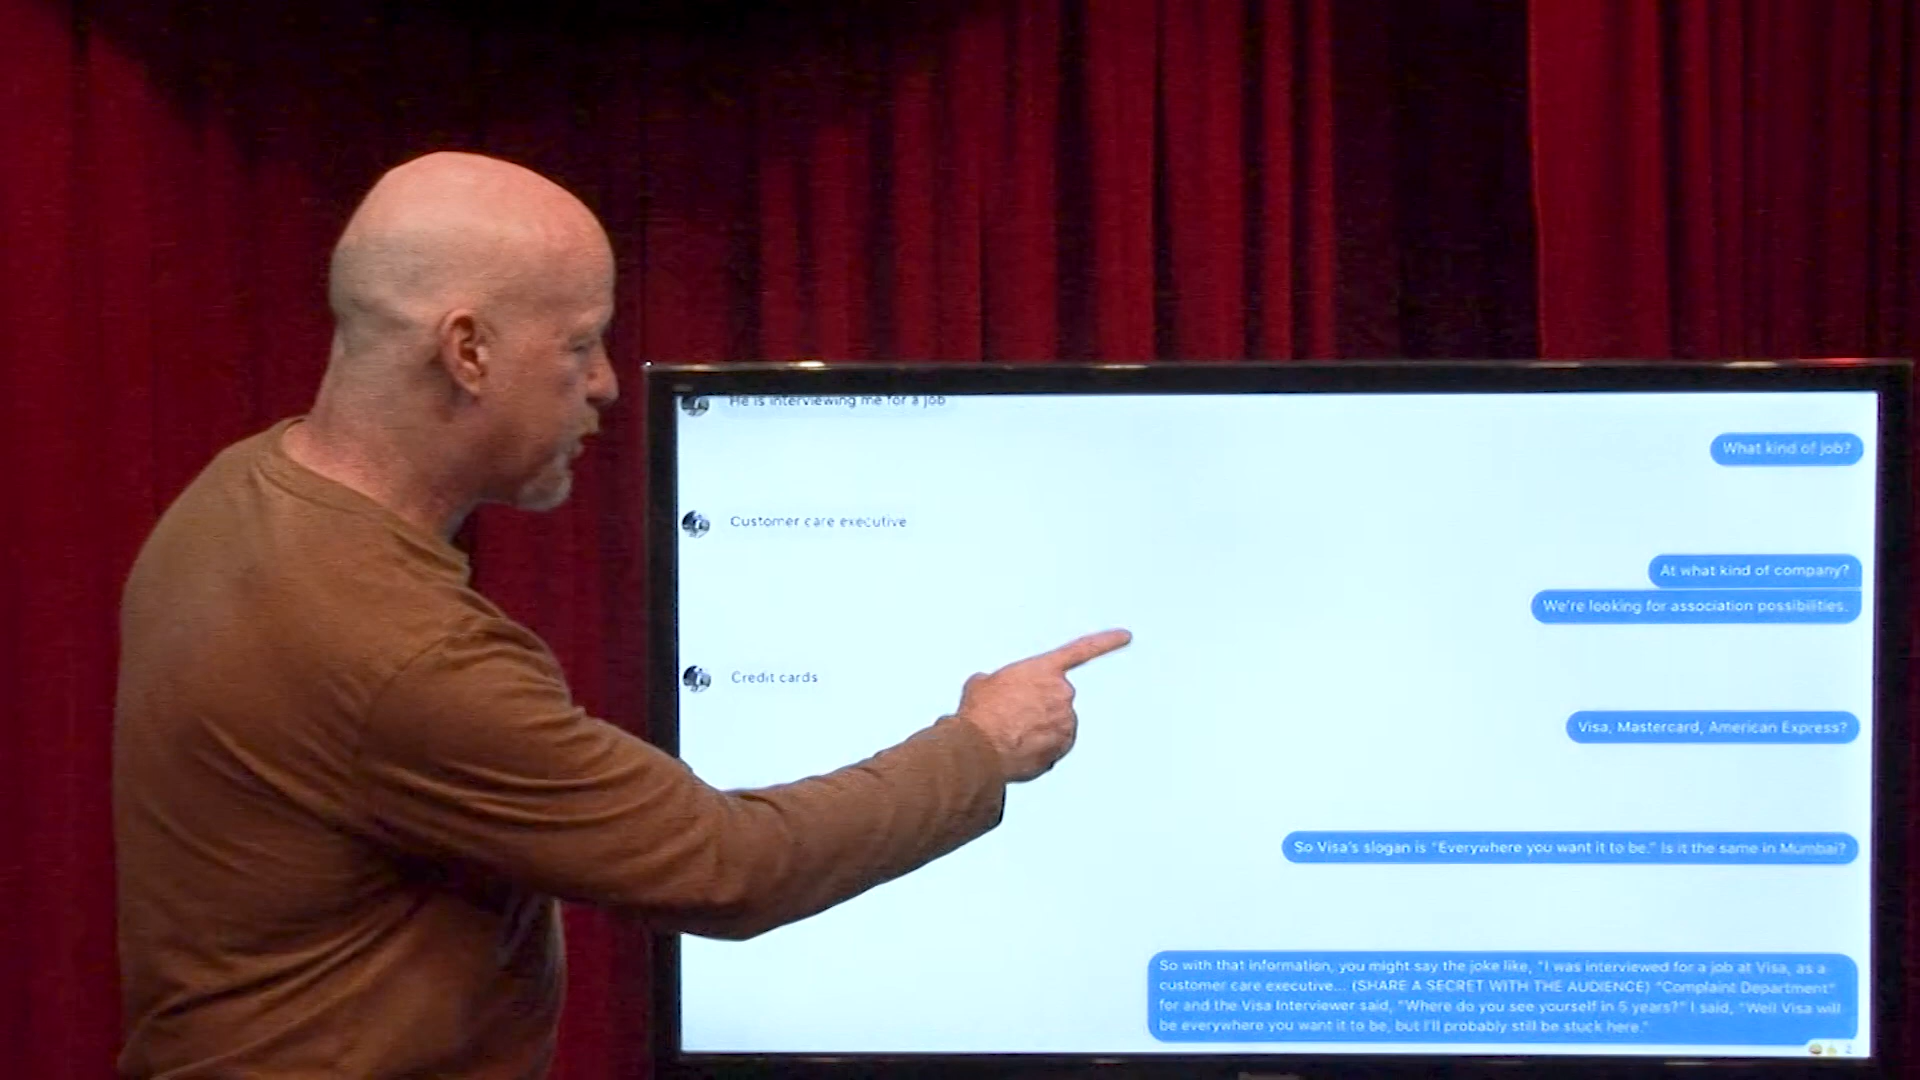 He is interviewing me for a job
What kind of job?
Customer care executive
At what kind of company?
We're looking for association possibilities.
Credit cards
Visa, Mastercard, American Express?
So Visa's slogan is "Everywhere you want it to be." Is it the same in Mumbai?
So with that information, you might say the joke like, "I was interviewed for a job at Visa, as a
customer care executive... (SHARE A SECRET WITH THE AUDIENCE) "Complaint Department"
for and the Visa Interviewer said, "Where do you see yourself in 5 years?" I said, "Well Visa will
be everywhere you want it to be, but I'll probably still be stuck here."
2